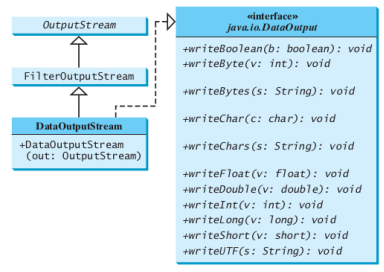 OutputStream
FilterOutputStream
DataOutputStream
+DataOutputStream
(out: OutputStream)
«interface»
java.io.DataOutput
+writeBoolean(b: boolean): void
+writeByte(v: int): void
+writeBytes(s: String): void
+writeChar(c: char): void
+writeChars(s: String): void
+writeFloat(v: float): void
+writeDouble(v: double): void
+writeInt(v: int): void
+writeLong(v: long): void
+writeShort(v: short): void
+writeUTF(s: String): void